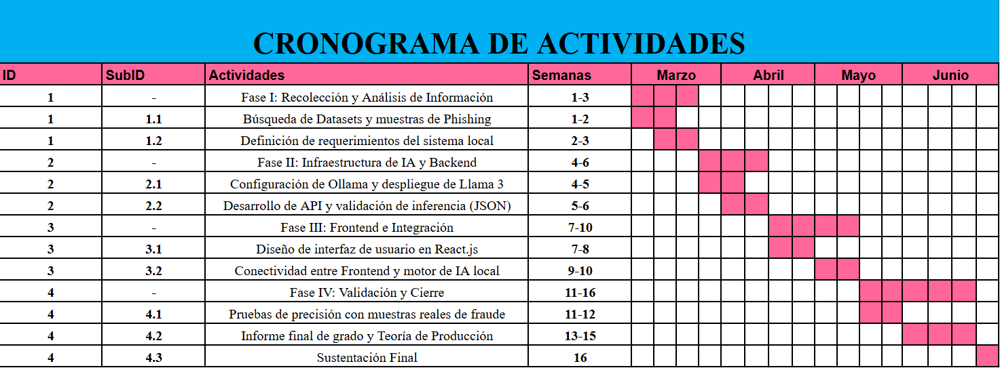 CRONOGRAMA DE ACTIVIDADES
ID SubID Actividades Semanas Marzo Abril Mayo Junio
1 - Fase I: Recolección y Análisis de Información 1-3
1 1.1 Búsqueda de Datasets y muestras de Phishing 1-2
1 1.2 Definición de requerimientos del sistema local 2-3
2 - Fase II: Infraestructura de IA y Backend 4-6
2 2.1 Configuración de Ollama y despliegue de Llama 3 4-5
2 2.2 Desarrollo de API y validación de inferencia (JSON) 5-6
3 - Fase III: Frontend e Integración 7-10
3 3.1 Diseño de interfaz de usuario en React.js 7-8
3 3.2 Conectividad entre Frontend y motor de IA local 9-10
4 - Fase IV: Validación y Cierre 11-16
4 4.1 Pruebas de precisión con muestras reales de fraude 11-12
4 4.2 Informe final de grado y Teoría de Producción 13-15
4 4.3 Sustentación Final 16